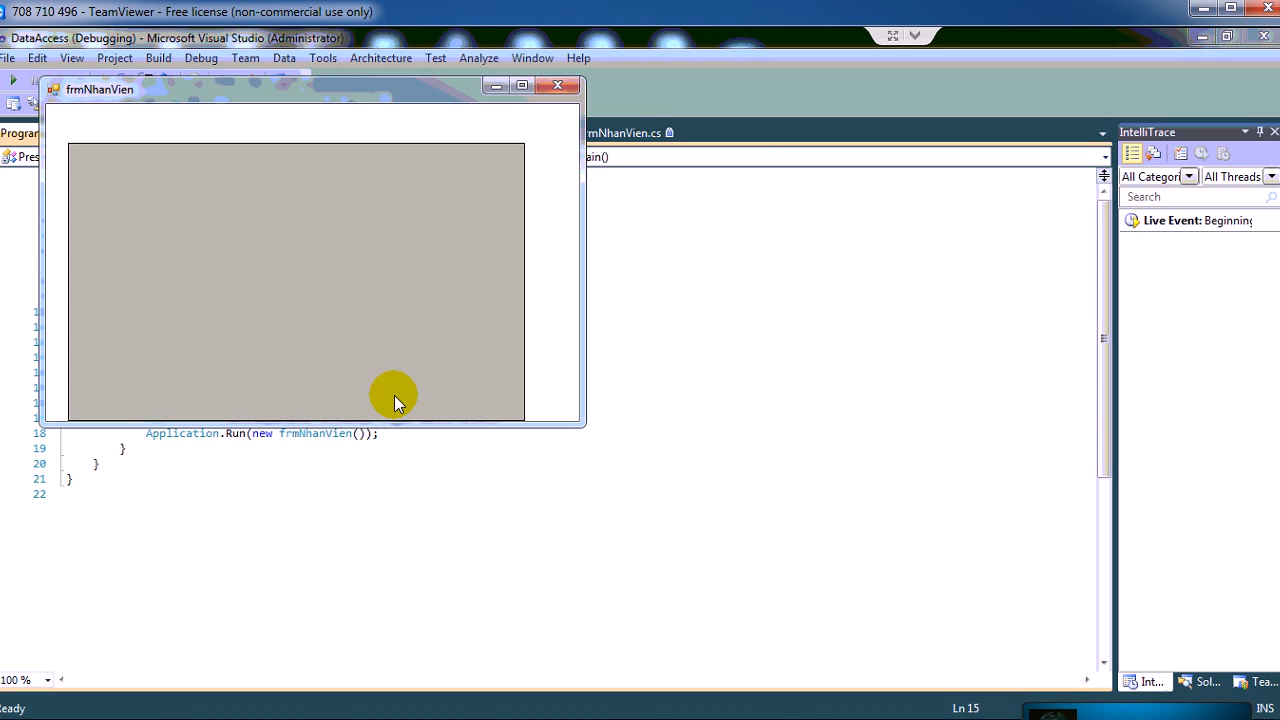 708 710 496 - TeamViewer - Free license (non-commercial use only)
DataAccess (Debugging) - Microsoft Visual Studio (Administrator)
File Edit View Project Build Debug Team Data Tools Architecture Test Analyze Window Help
frmNhanVien
Program
frmNhanVien.cs
IntelliTrace
Pres
ain()
All Categori All Threads
Search
Live Event: Beginning
18 Application.Run(new frmNhanVien());
19 }
20 }
21 }
22
100 %
Int... Sol... Tea...
Ready Ln 15 INS